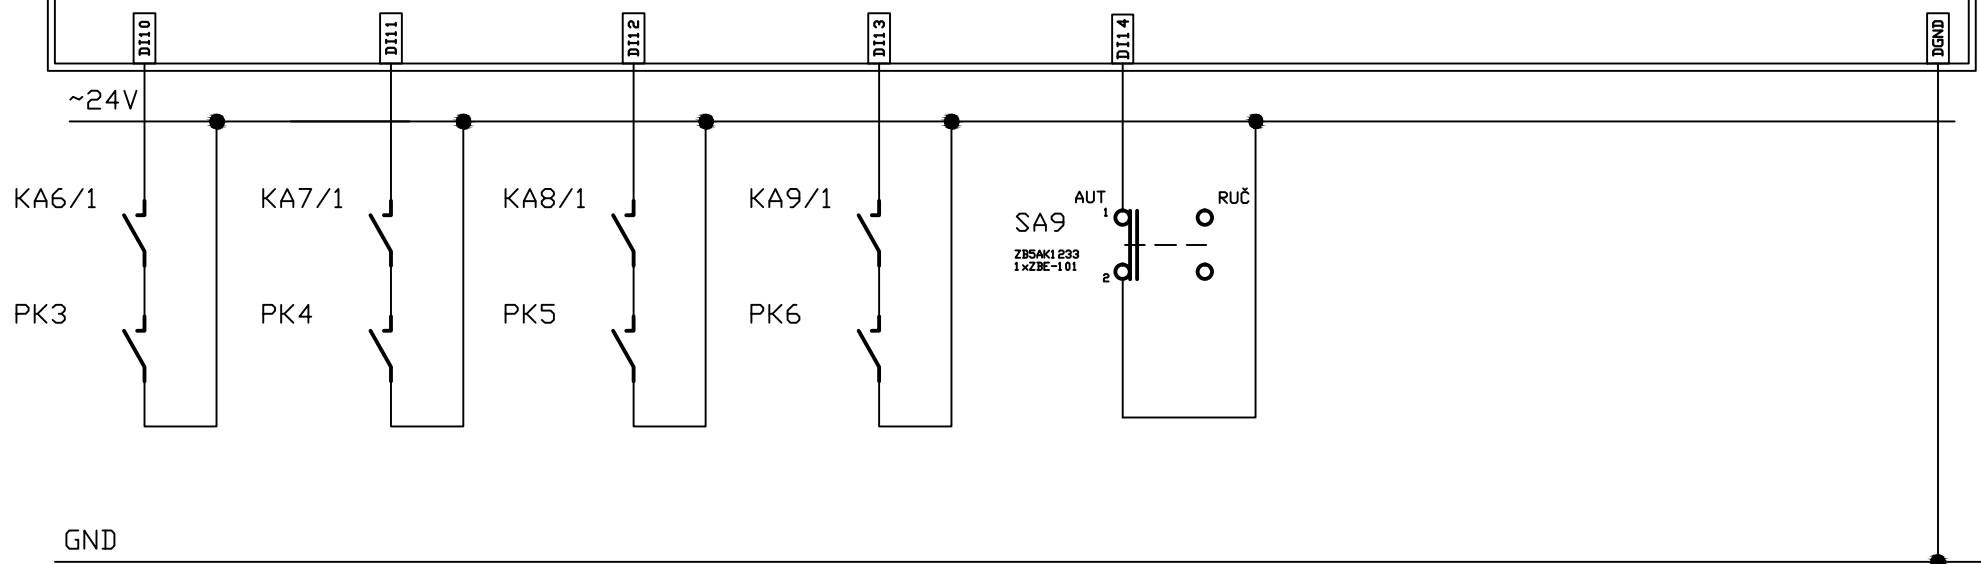 DI10
DI11
DI12
DI13
DI14
DGND
~24V
KA6/1
KA7/1
KA8/1
KA9/1
AUT
RUČ
1
SA9
ZB5AK1233
1xZBE-101
2
PK3
PK4
PK5
PK6
GND